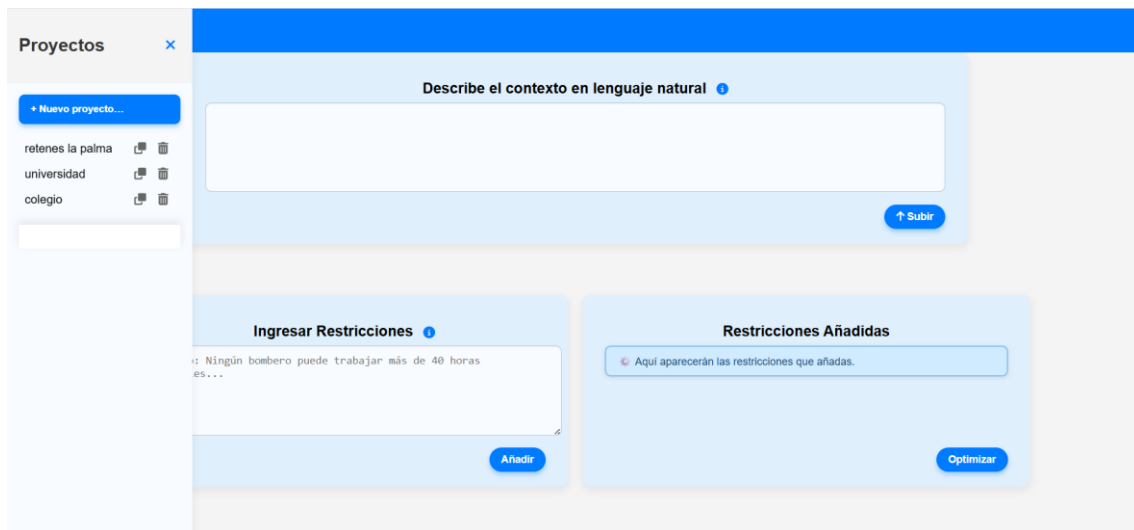 Proyectos
+ Nuevo proyecto...
retenes la palma
universidad
colegio
Describe el contexto en lenguaje natural
Subir
Ingresar Restricciones
: Ningún bombero puede trabajar más de 40 horas
es...
Añadir
Restricciones Añadidas
Aquí aparecerán las restricciones que añadas.
Optimizar